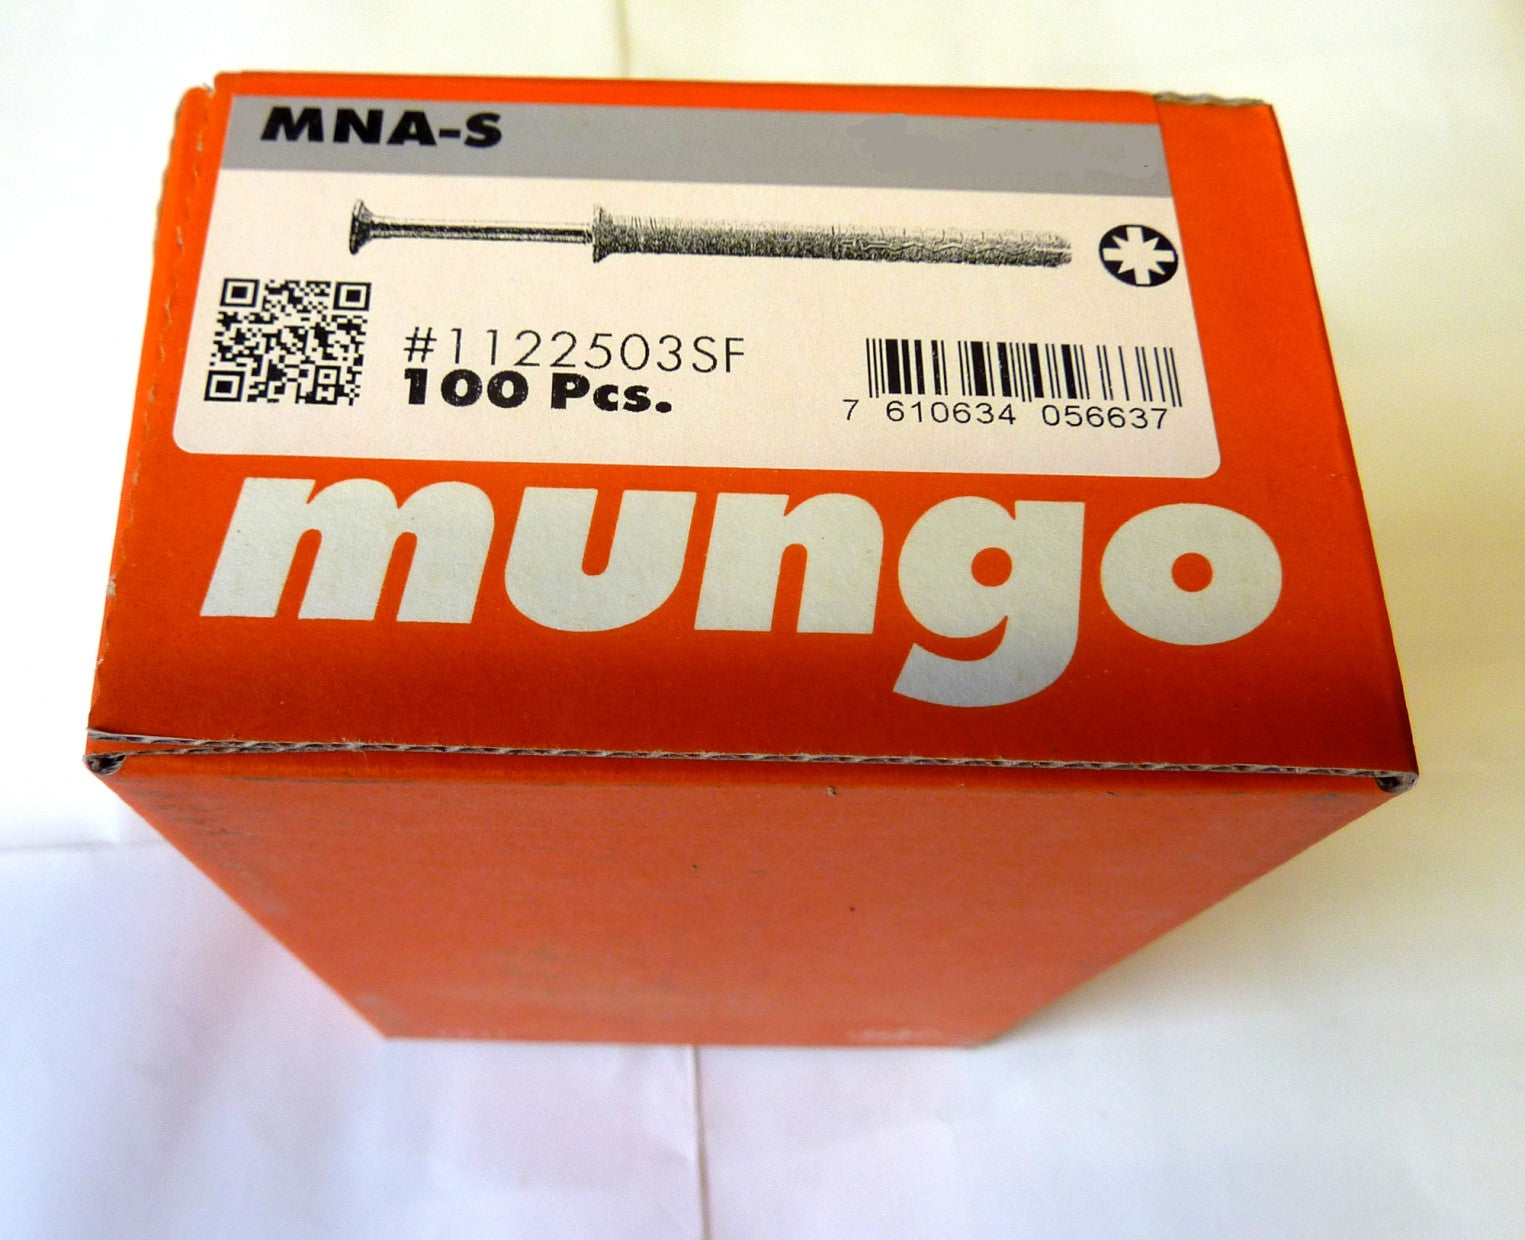 MNA-S
#1122503SF
100 Pcs.
7 610634 056637
mungo